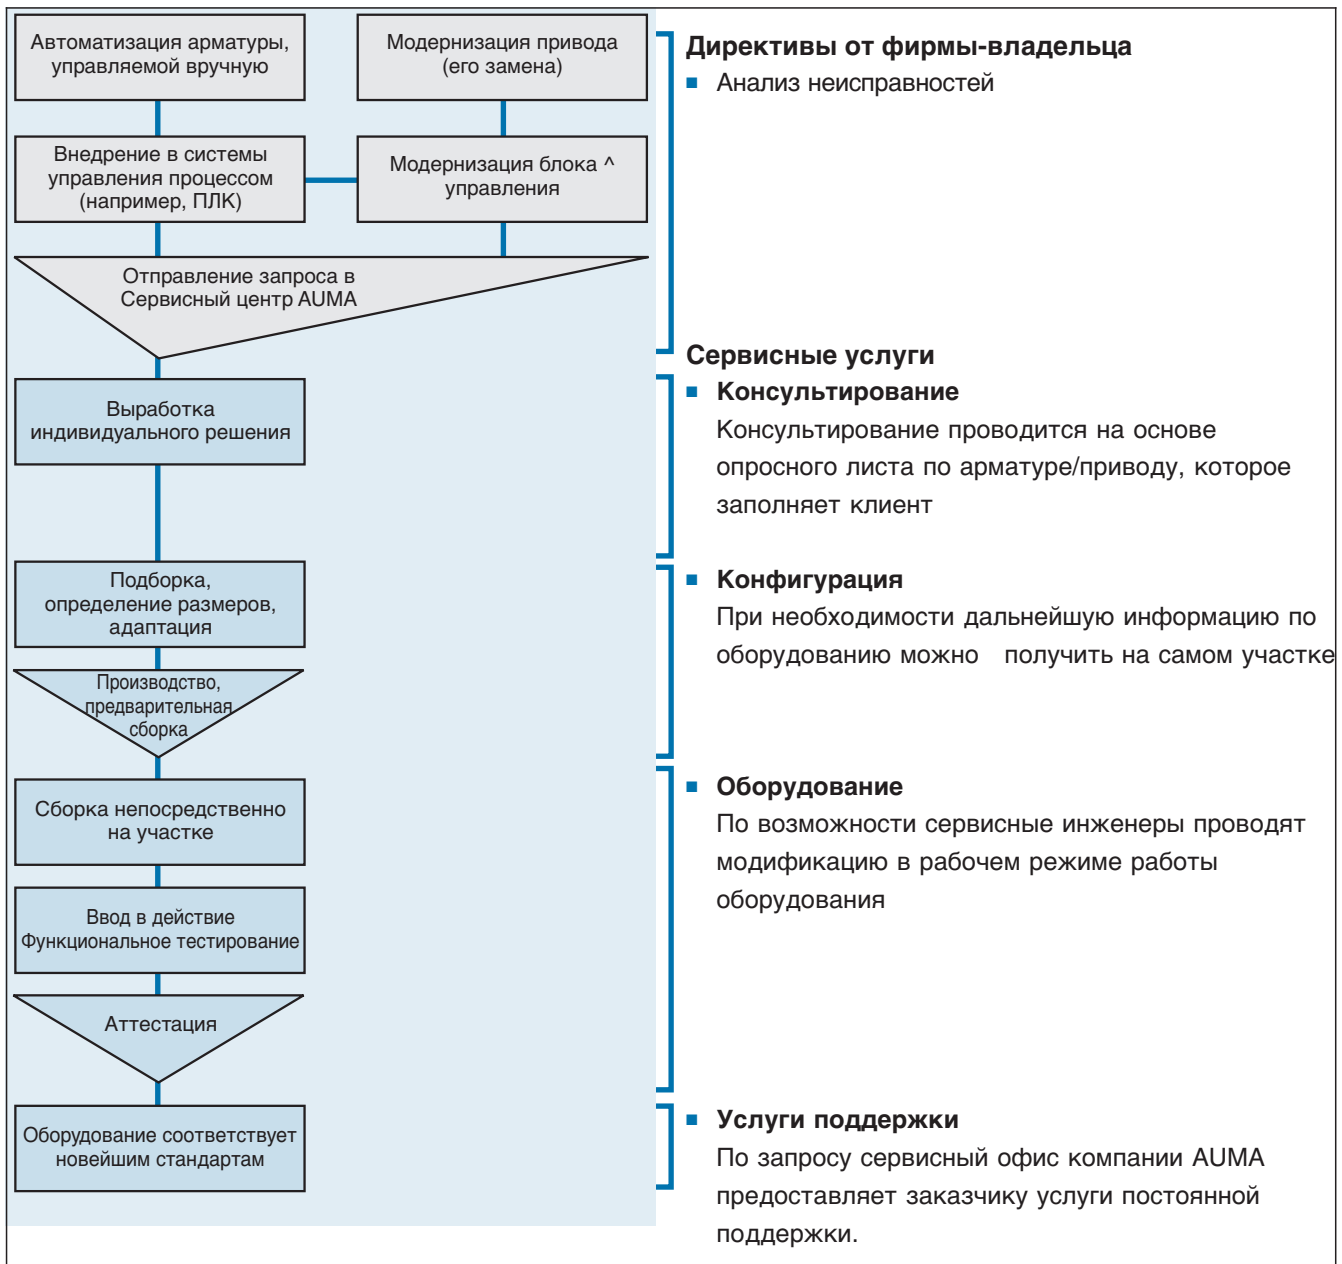 Автоматизация арматуры,
управляемой вручную
Модернизация привода
(его замена)
Внедрение в системы
управления процессом
(например, ПЛК)
Модернизация блока ^
управления
Отправление запроса в
Сервисный центр AUMA
Выработка
индивидуального решения
Подборка,
определение размеров,
адаптация
Производство,
предварительная
сборка
Сборка непосредственно
на участке
Ввод в действие
Функциональное тестирование
Аттестация
Оборудование соответствует
новейшим стандартам
Директивы от фирмы-владельца
Анализ неисправностей
Сервисные услуги
Консультирование
Консультирование проводится на основе
опросного листа по арматуре/приводу, которое
заполняет клиент
Конфигурация
При необходимости дальнейшую информацию по
оборудованию можно получить на самом участке
Оборудование
По возможности сервисные инженеры проводят
модификацию в рабочем режиме работы
оборудования
Услуги поддержки
По запросу сервисный офис компании AUMA
предоставляет заказчику услуги постоянной
поддержки.